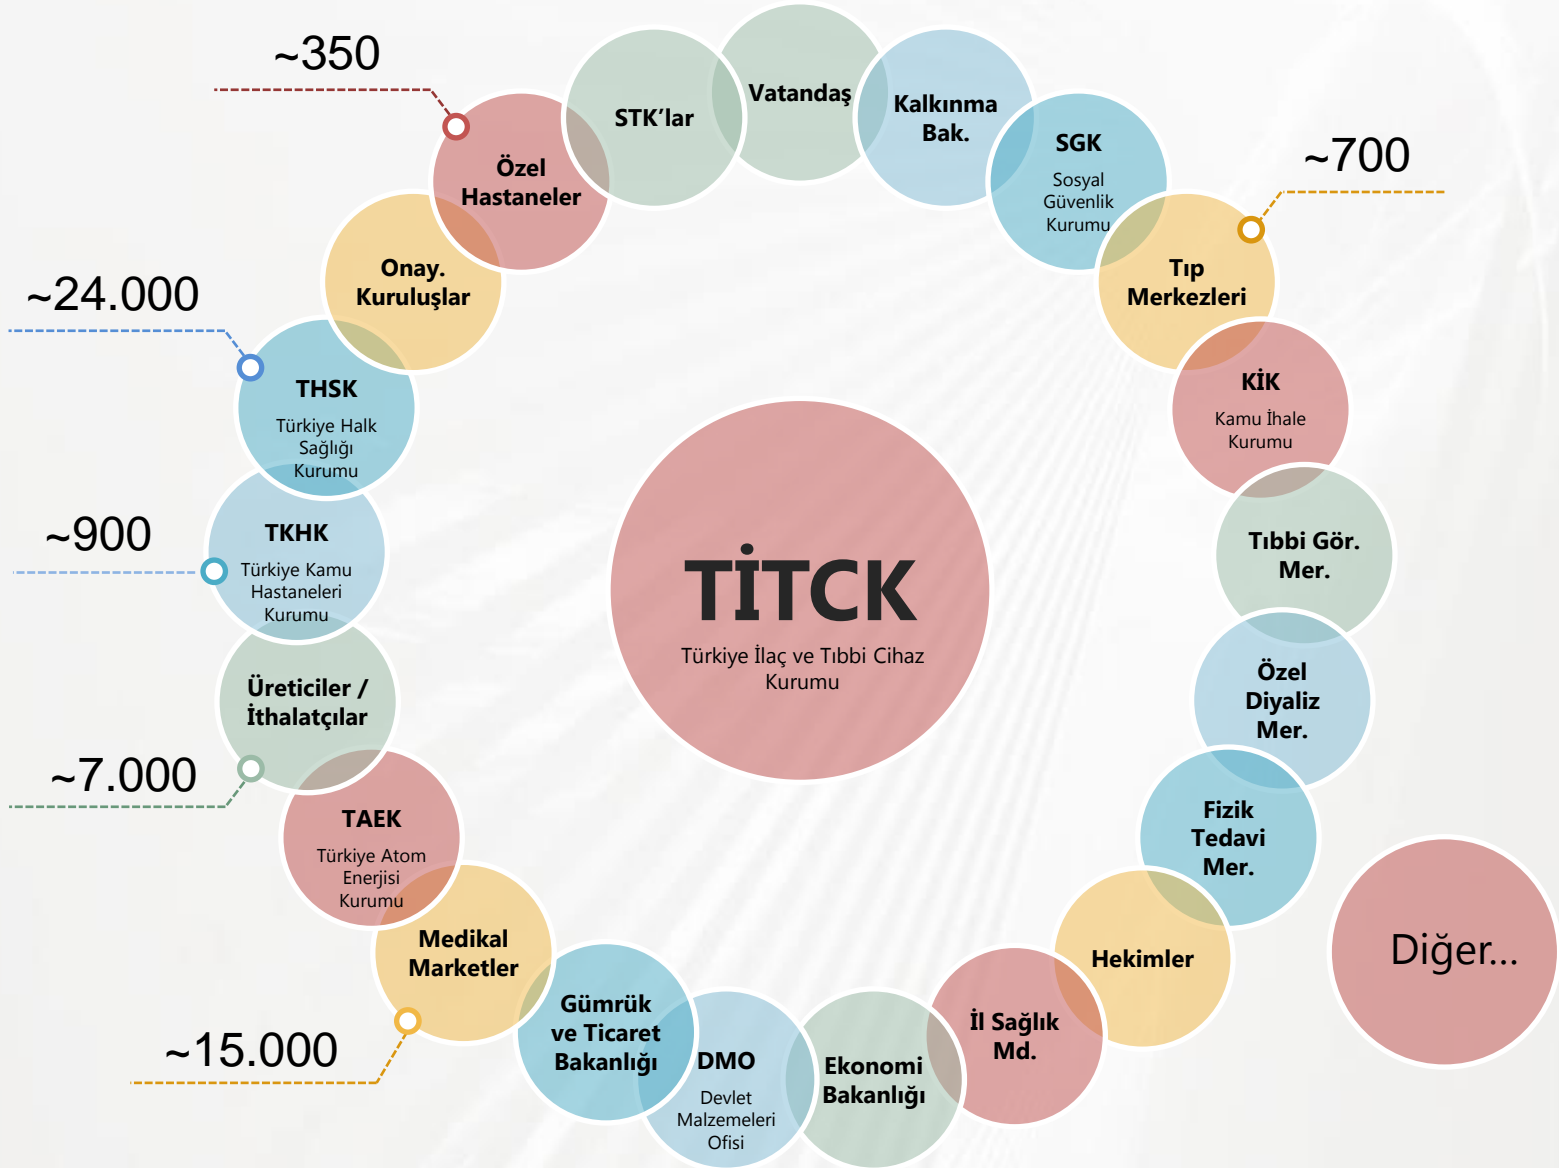 ~350
STK’lar
Vatandaş
Kalkınma
Bak.
SGK
Sosyal
Güvenlik
Kurumu
~700
Özel
Hastaneler
Onay.
Kuruluşlar
Tıp
Merkezleri
~24.000
THSK
Türkiye Halk
Sağlığı
Kurumu
KİK
Kamu İhale
Kurumu
~900
TKHK
Türkiye Kamu
Hastaneleri
Kurumu
TİTCK
Türkiye İlaç ve Tıbbi Cihaz
Kurumu
Tıbbi Gör.
Mer.
Üreticiler /
İthalatçılar
Özel
Diyaliz
Mer.
~7.000
TAEK
Türkiye Atom
Enerjisi
Kurumu
Fizik
Tedavi
Mer.
Medikal
Marketler
Hekimler
Diğer...
~15.000
Gümrük
ve Ticaret
Bakanlığı
DMO
Devlet
Malzemeleri
Ofisi
Ekonomi
Bakanlığı
İl Sağlık
Md.